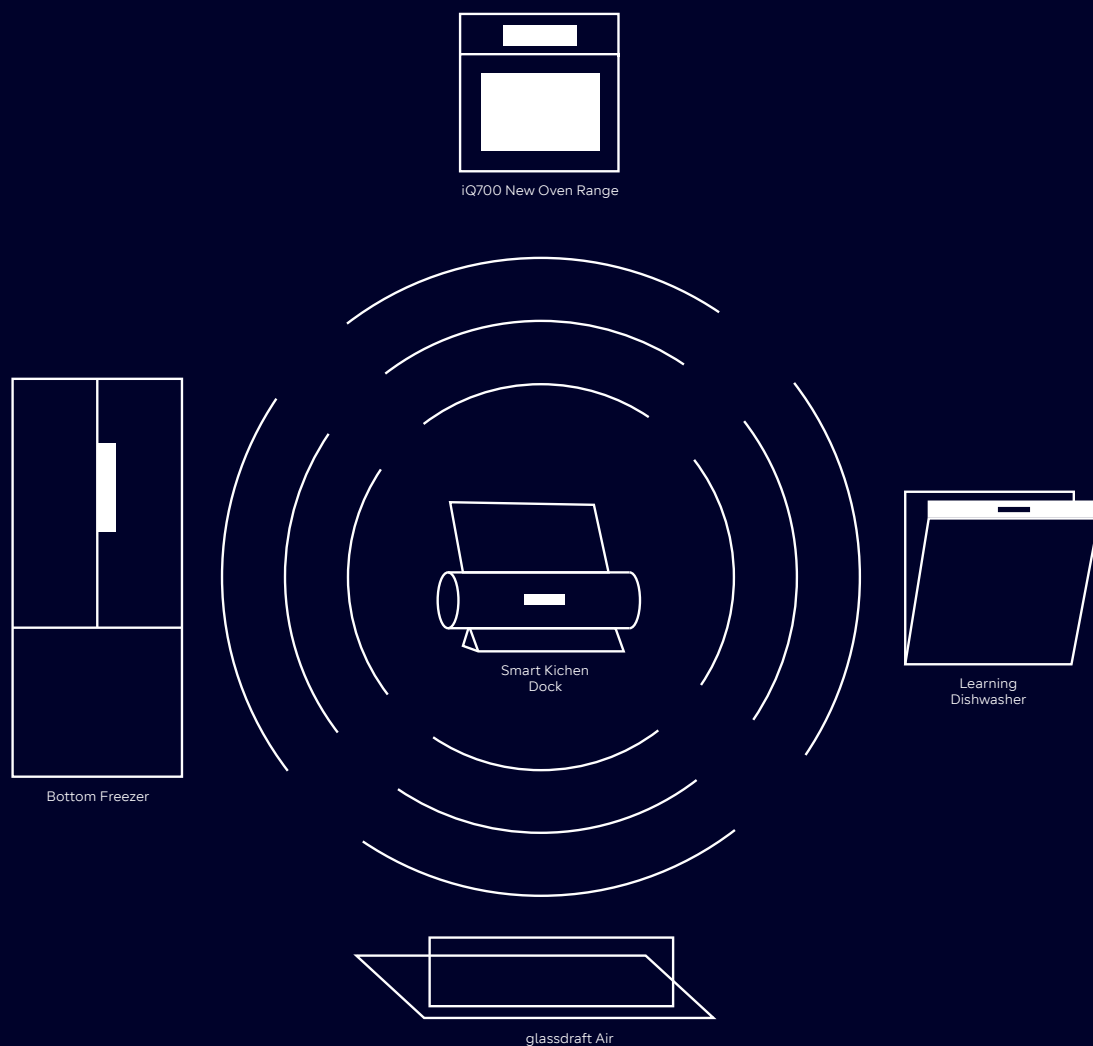 iQ700 New Oven Range
Smart Kichen
Dock
Learning
Dishwasher
Bottom Freezer
glassdraft Air